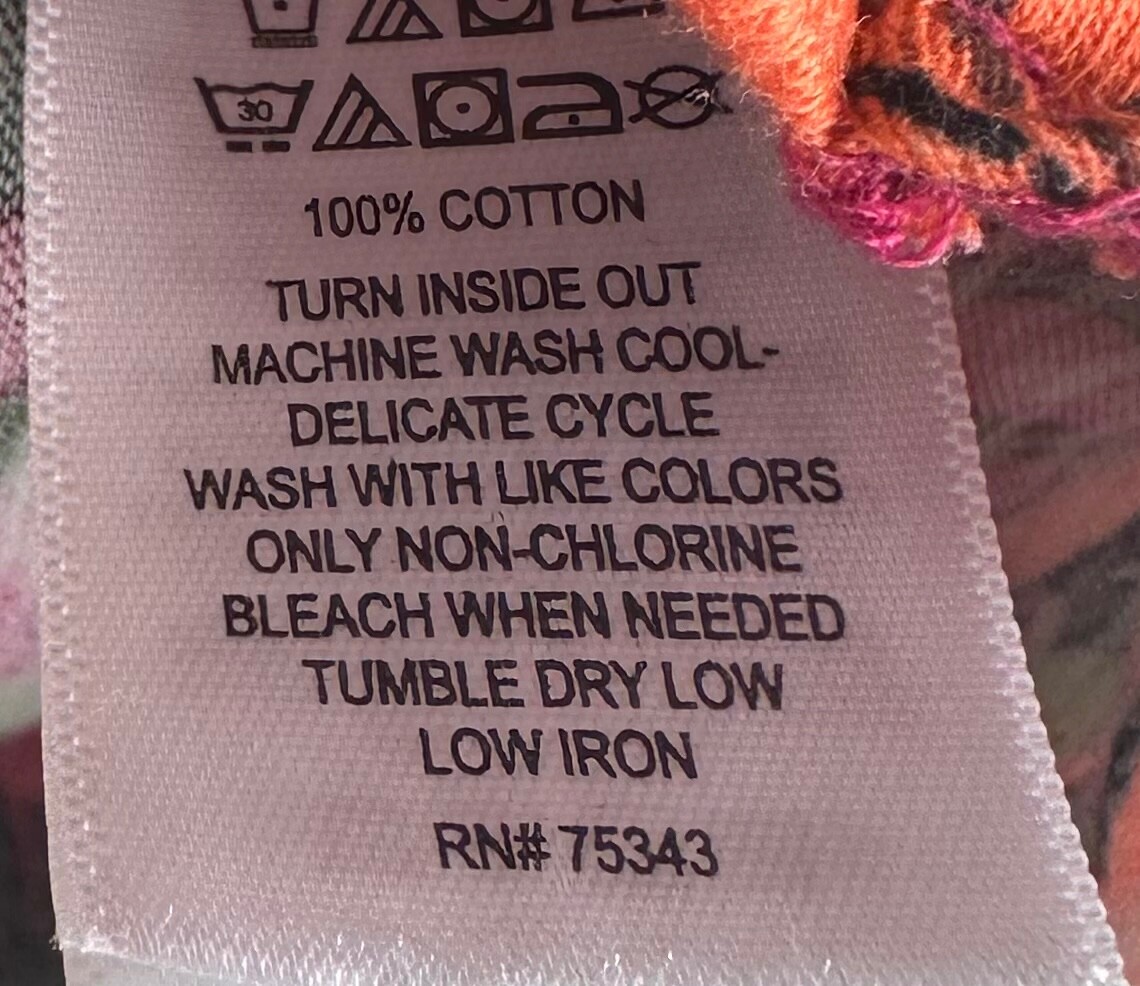 30
100% COTTON
TURN INSIDE OUT
MACHINE WASH COOL-
DELICATE CYCLE
WASH WITH LIKE COLORS
ONLY NON-CHLORINE
BLEACH WHEN NEEDED
TUMBLE DRY LOW
LOW IRON
RN# 75343